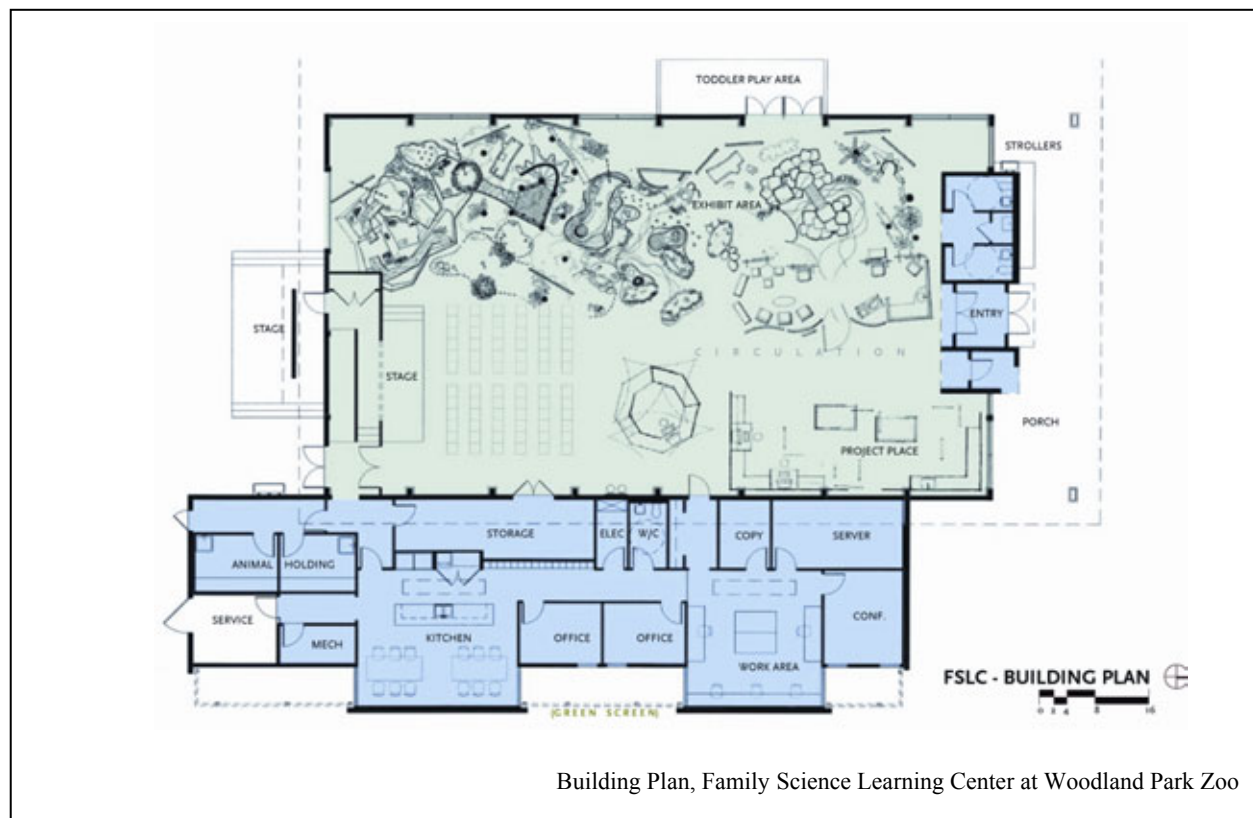 TODDLER PLAY AREA
STROLLERS
EXHIBIT AREA
ENTRY
STAGE
CIRCULATION
STAGE
PORCH
PROJECT PLACE
STORAGE
ELEC
W/C
COPY
SERVER
ANIMAL HOLDING
SERVICE
CONF.
KITCHEN
OFFICE
OFFICE
MECH
WORK AREA
FSLC - BUILDING PLAN
(GREEN SCREEN)
0 2 4 8 16
Building Plan, Family Science Learning Center at Woodland Park Zoo